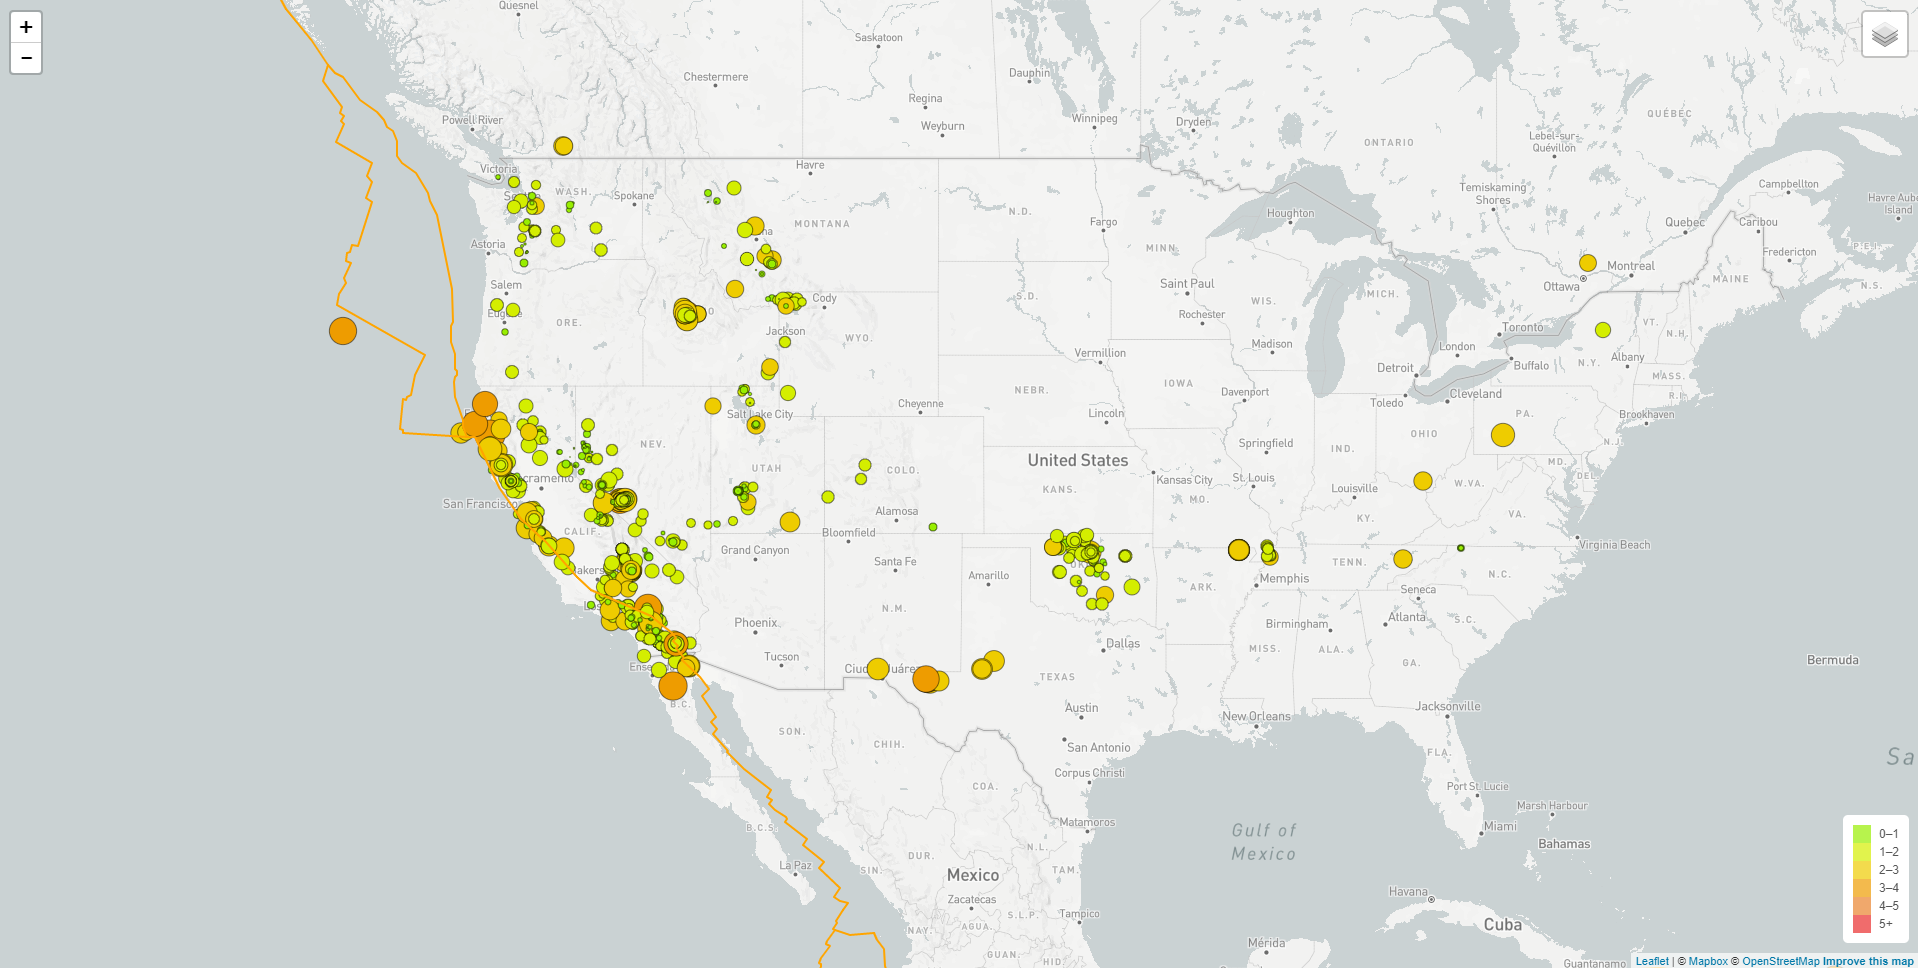 +
−
Quesnel
Saskatoon
Chestermere
Dauphin
Regina
Weyburn
Winnipeg
Dryden
ONTARIO
QUÉBEC
Lebel-sur-
Quévillon
Powell River
Victoria
WASH.
Spokane
Havre
MONTANA
N.D.
Fargo
MINN
Houghton
Temiskaming
Shores
Campbellton
Quebec
Caribou
Havre Aube
Island
Fredericton
P.E.I.
MAINE
N.S.
Montreal
Ottawa
Astoria
Salem
ORE.
Cody
Jackson
WYO.
S.D.
Saint Paul
Rochester
WIS.
MICH.
Madison
Toronto
London
Buffalo
Detroit
VT.
N.H.
N.Y.
Albany
MASS.
R.I.
Vermillion
IOWA
Davenport
Toledo
Cleveland
PA.
Brookhaven
N.J.
NEBR.
Lincoln
Cheyenne
Salt Lake City
NEV.
UTAH
COLO.
United States
KANS.
Kansas City
MO.
Springfield
St. Louis
IND.
OHIO
MD.
DEL.
W.VA.
Louisville
KY.
VA.
Virginia Beach
San Francisco
CALIF.
Alamosa
Bloomfield
Grand Canyon
Santa Fe
Amarillo
N.M.
ARK.
Memphis
TENN.
N.C.
Seneca
Phoenix
Tucson
Dallas
MISS.
Birmingham
ALA.
Atlanta
S.C.
GA.
Bermuda
TEXAS
Austin
San Antonio
New Orleans
Jacksonville
B.C.
SON.
CHIH.
COA.
Corpus Christi
FLA.
Port St. Lucie
Marsh Harbour
Miami
Bahamas
Sa
B.C.S.
La Paz
SIN.
DUR.
N.L.
Matamoros
TAM.
Gulf of
Mexico
Mexico
Zacatecas
S.L.P.
Tampico
NAY.
AGUA.
GUAN.
HID.
Mérida
Havana
Cuba
Guantanamo
0–1
1–2
2–3
3–4
4–5
5+
Leaflet | © Mapbox © OpenStreetMap Improve this map